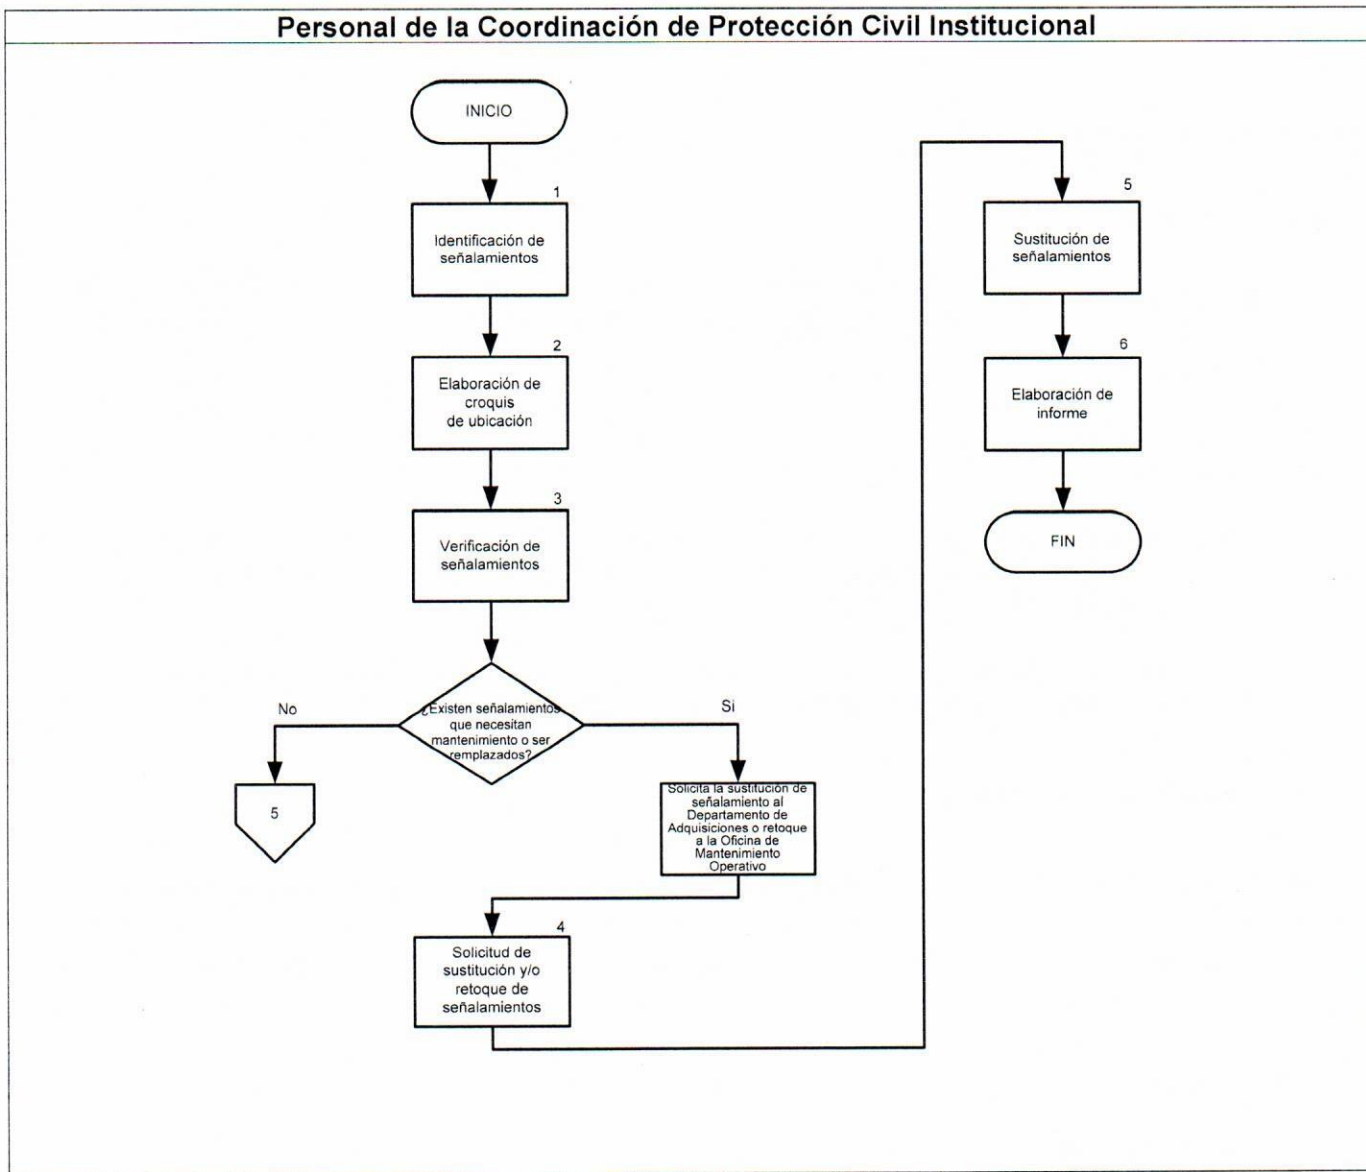 Personal de la Coordinación de Protección Civil Institucional
INICIO
1
Identificación de
señalamientos
2
Elaboración de
croquis
de ubicación
3
Verificación de
señalamientos
¿Existen señalamientos
que necesitan
mantenimiento o ser
remplazados?
No
5
Si
Solicita la sustitución de
señalamiento al
Departamento de
Adquisiciones o retoque
a la Oficina de
Mantenimiento
Operativo
4
Solicitud de
sustitución y/o
retoque de
señalamientos
5
Sustitución de
señalamientos
6
Elaboración de
informe
FIN